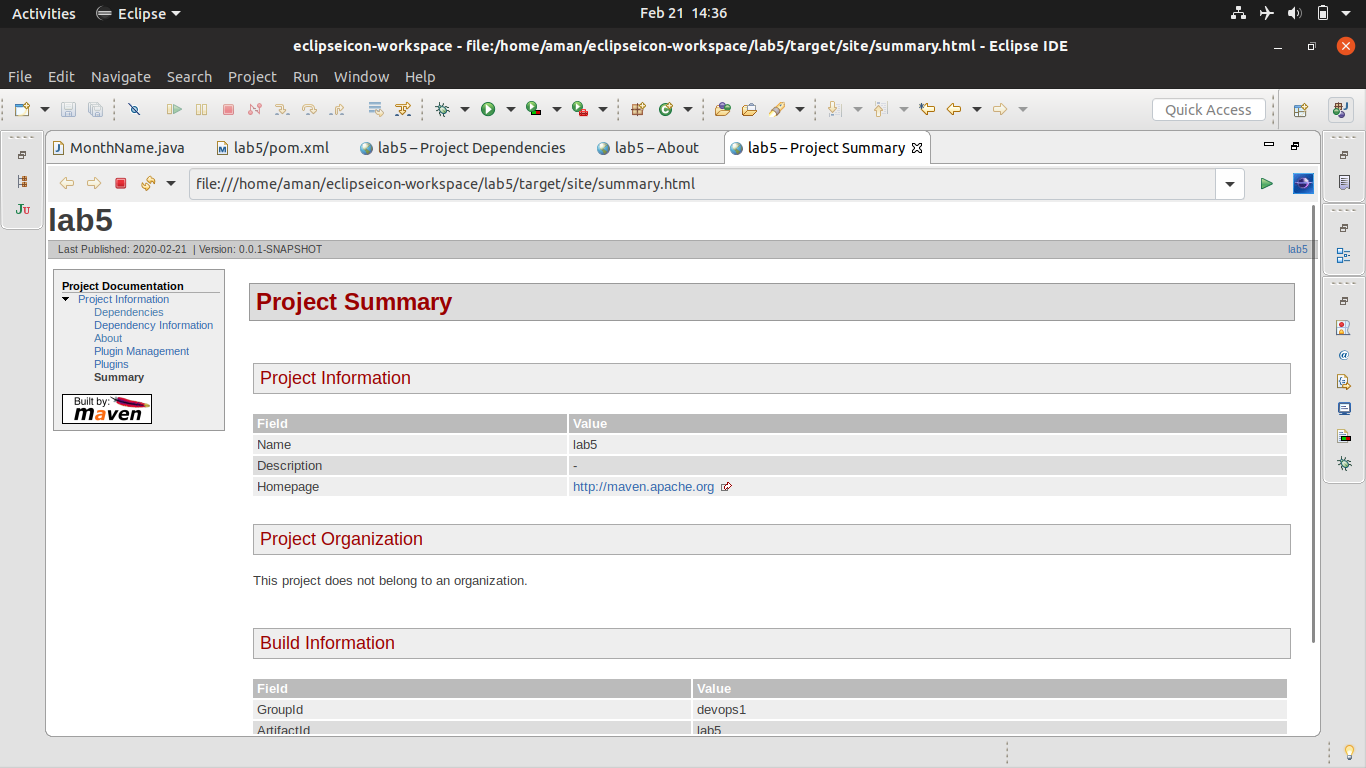 Activities Eclipse Feb 21 14:36
eclipseicon-workspace - file:/home/aman/eclipseicon-workspace/lab5/target/site/summary.html - Eclipse IDE
File Edit Navigate Search Project Run Window Help
Quick Access
MonthName.java lab5/pom.xml lab5 – Project Dependencies lab5 – About lab5 – Project Summary
file:///home/aman/eclipseicon-workspace/lab5/target/site/summary.html
lab5
Last Published: 2020-02-21 | Version: 0.0.1-SNAPSHOT lab5
Project Documentation
Project Information
Dependencies
Dependency Information
About
Plugin Management
Plugins
Summary
Built by:
maven
Project Summary
Project Information
Field Value
Name lab5
Description -
Homepage http://maven.apache.org
Project Organization
This project does not belong to an organization.
Build Information
Field Value
GroupId devops1
ArtifactId lab5